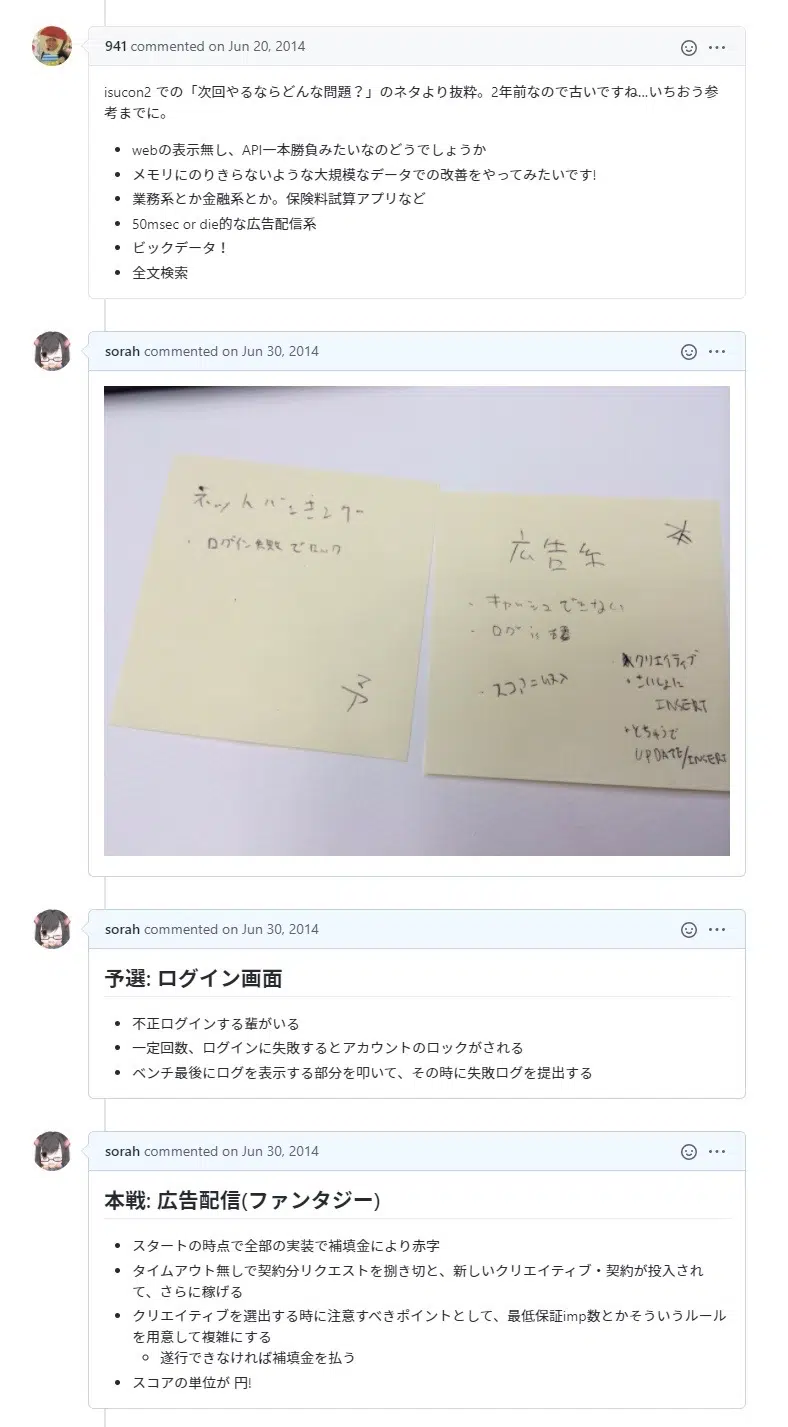 941 commented on Jun 20, 2014
isucon2 での「次回やるならどんな問題？」のネタより抜粋。2年前なので古いですね...いちおう参
考までに。
webの表示無し、API一本勝負みたいなのどうでしょうか
メモリにのりきらないような大規模なデータでの改善をやってみたいです!
業務系とか金融系とか。保険料試算アプリなど
50msec or die的な広告配信系
ビックデータ！
全文検索
sorah commented on Jun 30, 2014
ネットバンキング
・ログイン失敗でロック
予
広告系
本
・キャッシュできない
・ログ
・スコアニ
クリエイティブ
・さいしょに
INSERT
・とちゅうで
UPDATE/INSERT
sorah commented on Jun 30, 2014
予選: ログイン画面
不正ログインする輩がいる
一定回数、ログインに失敗するとアカウントのロックがされる
ベンチ最後にログを表示する部分を叩いて、その時に失敗ログを提出する
sorah commented on Jun 30, 2014
本戦: 広告配信(ファンタジー)
スタートの時点で全部の実装で補填金により赤字
タイムアウト無しで契約分リクエストを捌き切と、新しいクリエイティブ・契約が投入され
て、さらに稼げる
クリエイティブを選出する時に注意すべきポイントとして、最低保証imp数とかそういうルール
を用意して複雑にする
遂行できなければ補填金を払う
スコアの単位が 円!